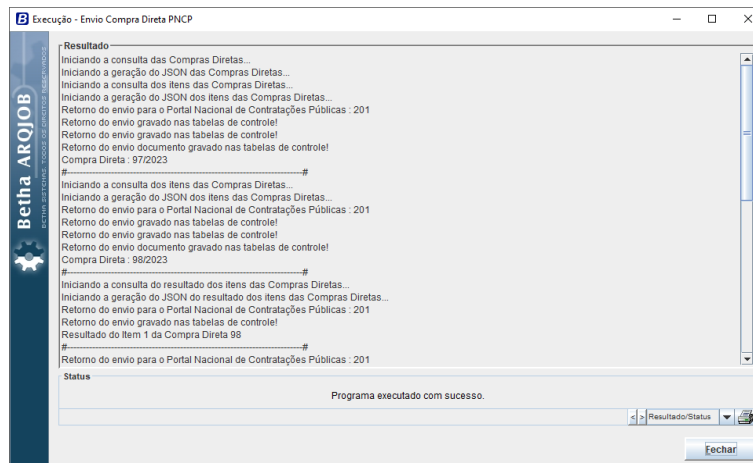 Execução - Envio Compra Direta PNCP
Resultado
Iniciando a consulta das Compras Diretas...
Iniciando a geração do JSON das Compras Diretas...
Iniciando a consulta dos itens das Compras Diretas...
Iniciando a geração do JSON dos itens das Compras Diretas...
Retorno do envio para o Portal Nacional de Contratações Públicas : 201
Retorno do envio gravado nas tabelas de controle!
Retorno do envio gravado nas tabelas de controle!
Retorno do envio documento gravado nas tabelas de controle!
Compra Direta : 97/2023
#----------------------------------------------------------------------#
Iniciando a consulta dos itens das Compras Diretas...
Iniciando a geração do JSON dos itens das Compras Diretas...
Retorno do envio para o Portal Nacional de Contratações Públicas : 201
Retorno do envio gravado nas tabelas de controle!
Retorno do envio gravado nas tabelas de controle!
Retorno do envio documento gravado nas tabelas de controle!
Compra Direta : 98/2023
#----------------------------------------------------------------------#
Iniciando a consulta do resultado dos itens das Compras Diretas...
Iniciando a geração do JSON do resultado dos itens das Compras Diretas...
Retorno do envio para o Portal Nacional de Contratações Públicas : 201
Retorno do envio gravado nas tabelas de controle!
Resultado do Item 1 da Compra Direta 98
#----------------------------------------------------------------------#
Retorno do envio para o Portal Nacional de Contratações Públicas : 201
Status
Programa executado com sucesso.
< > Resultado/Status
Fechar
Betha ARQJOB
BETHA SISTEMAS. TODOS OS DIREITOS RESERVADOS.